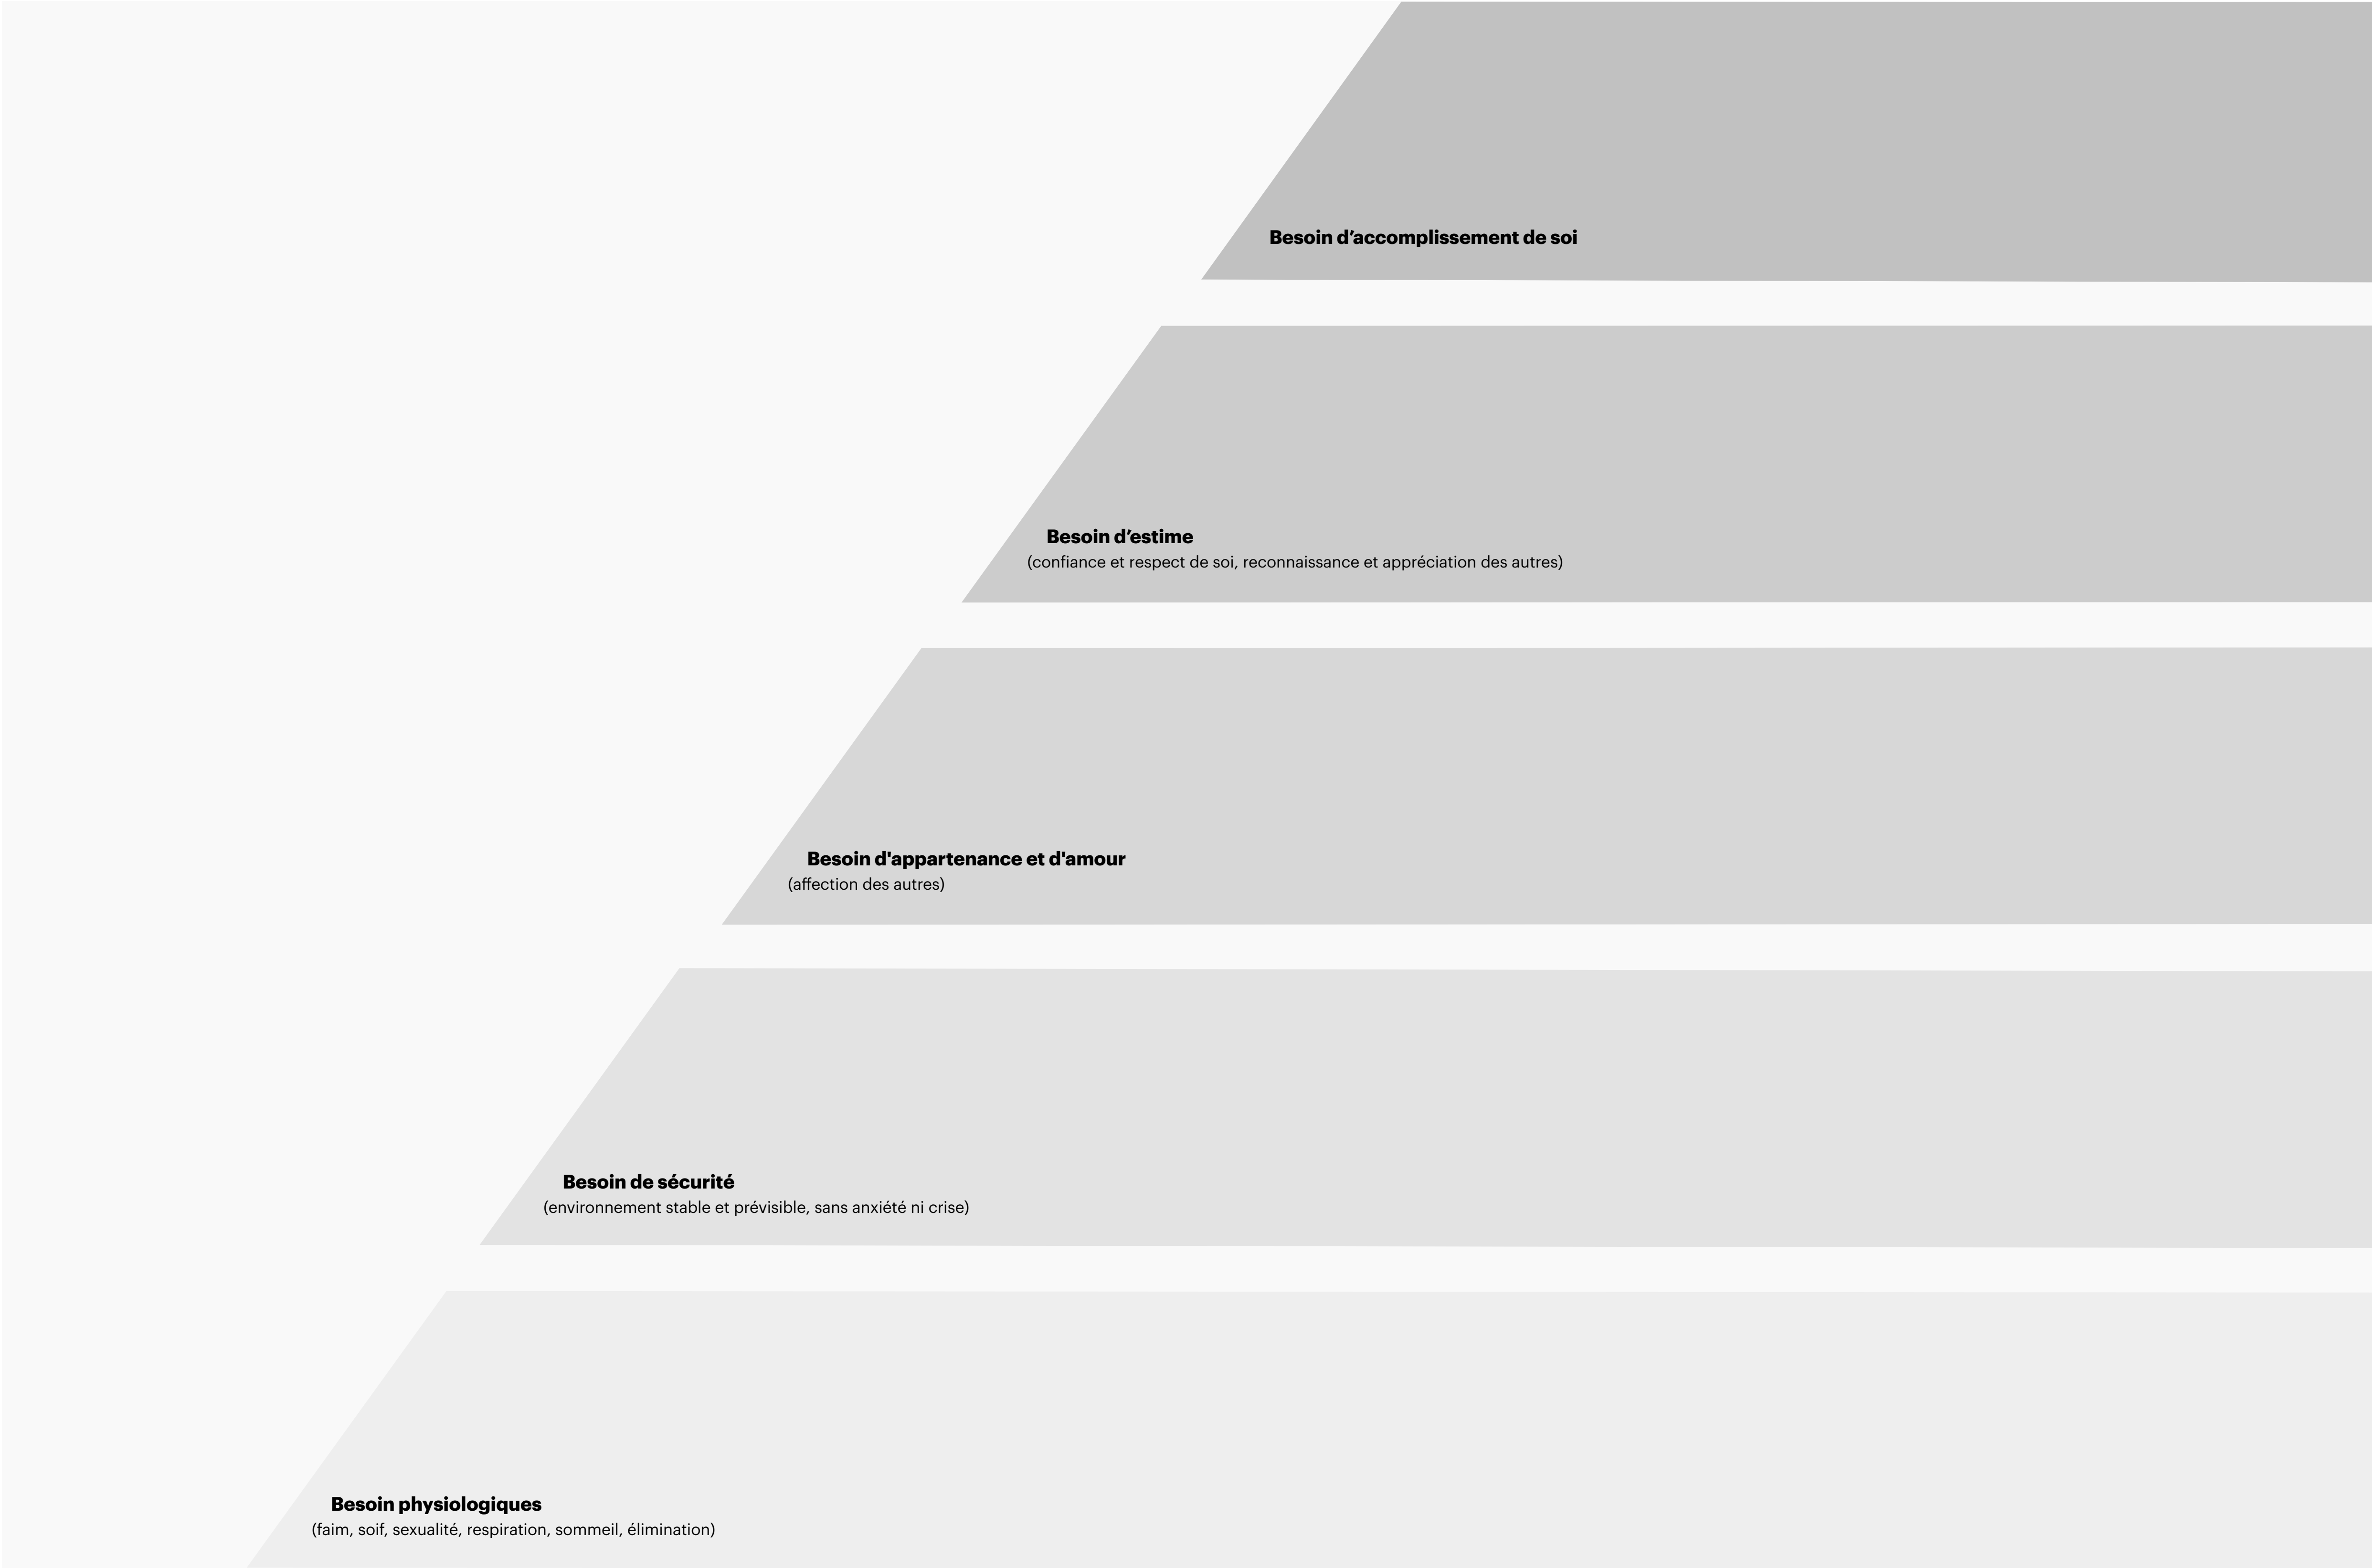 Besoin d’accomplissement de soi
Besoin d’estime
(confiance et respect de soi, reconnaissance et appréciation des autres)
Besoin d'appartenance et d'amour
(affection des autres)
Besoin de sécurité
(environnement stable et prévisible, sans anxiété ni crise)
Besoin physiologiques
(faim, soif, sexualité, respiration, sommeil, élimination)